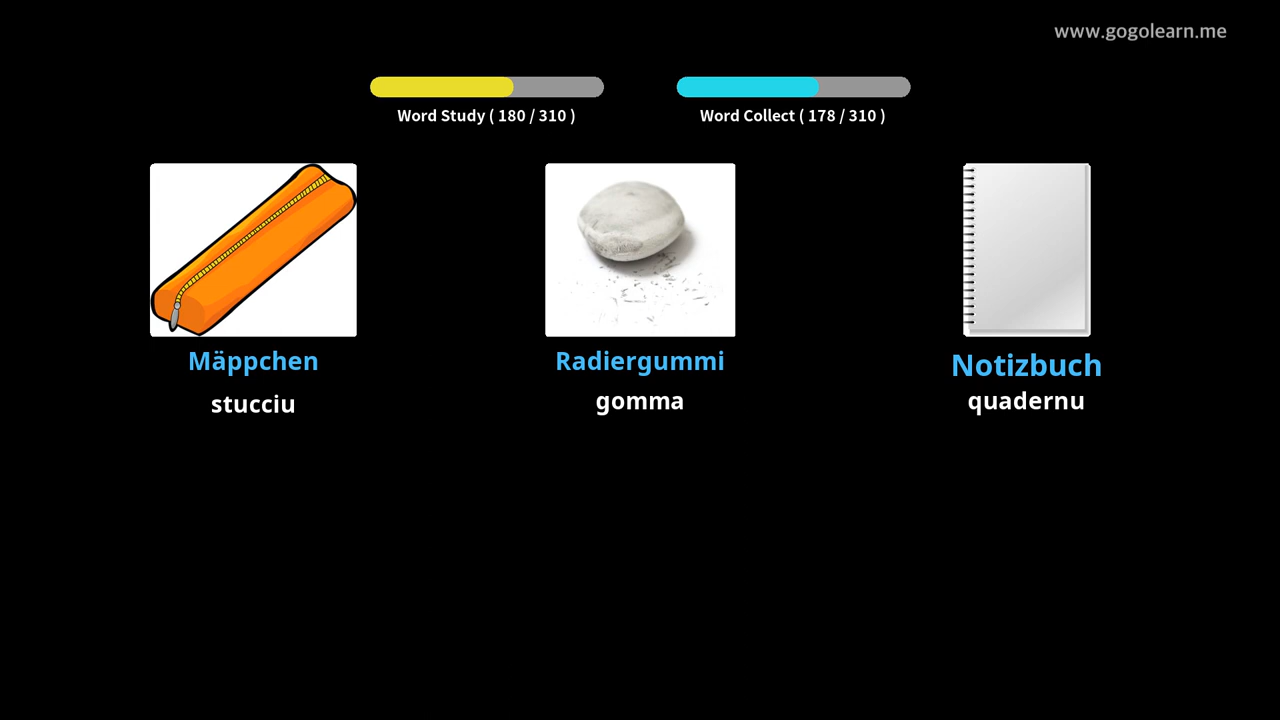 www.gogolearn.me
Word Study ( 180 / 310 )
Word Collect ( 178 / 310 )
Mäppchen
stucciu
Radiergummi
gomma
Notizbuch
quadernu